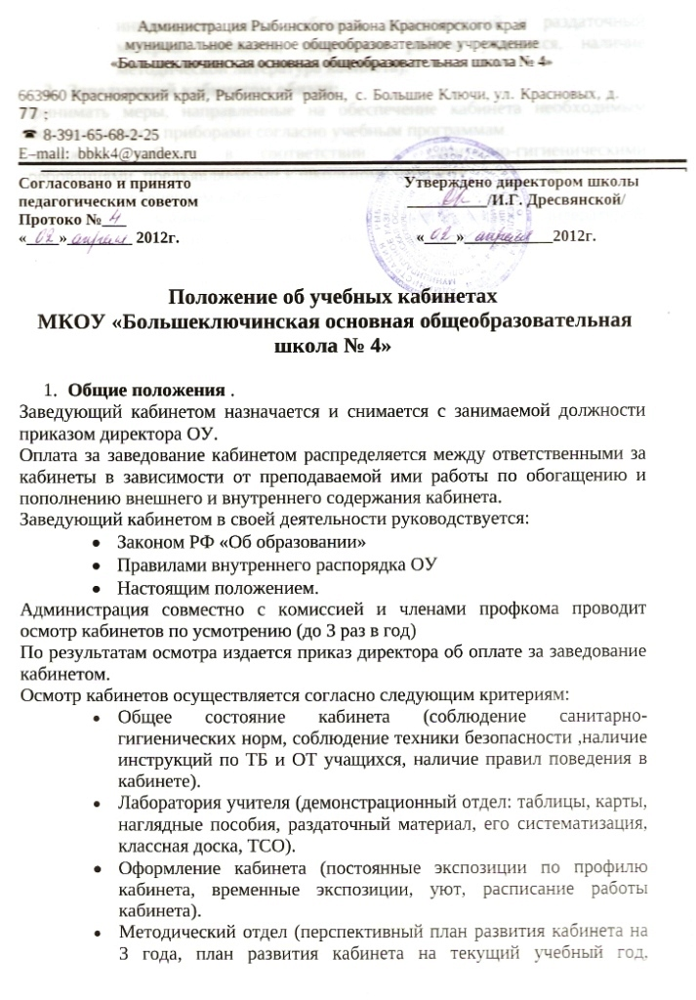 Администрация Рыбинского района Красноярского края
муниципальное казенное общеобразовательное учреждение
«Большеключинская основная общеобразовательная школа № 4»
663960 Красноярский край, Рыбинский район, с. Большие Ключи, ул. Красновых, д.
77 ;
☎ 8-391-65-68-2-25
E-mail: bbkk4@yandex.ru
Согласовано и принято
педагогическим советом
Протоко № 4
«02» апреля 2012г.
Утверждено директором школы
/И.Г. Дресвянской/
«02» апреля 2012г.
Положение об учебных кабинетах
МКОУ «Большеключинская основная общеобразовательная
школа № 4»
1. Общие положения .
Заведующий кабинетом назначается и снимается с занимаемой должности
приказом директора ОУ.
Оплата за заведование кабинетом распределяется между ответственными за
кабинеты в зависимости от преподаваемой ими работы по обогащению и
пополнению внешнего и внутреннего содержания кабинета.
Заведующий кабинетом в своей деятельности руководствуется:
• Законом РФ «Об образовании»
• Правилами внутреннего распорядка ОУ
• Настоящим положением.
Администрация совместно с комиссией и членами профкома проводит
осмотр кабинетов по усмотрению (до 3 раз в год)
По результатам осмотра издается приказ директора об оплате за заведование
кабинетом.
Осмотр кабинетов осуществляется согласно следующим критериям:
• Общее состояние кабинета (соблюдение санитарно-
гигиенических норм, соблюдение техники безопасности ,наличие
инструкций по ТБ и ОТ учащихся, наличие правил поведения в
кабинете).
• Лаборатория учителя (демонстрационный отдел: таблицы, карты,
наглядные пособия, раздаточный материал, его систематизация,
классная доска, ТСО).
• Оформление кабинета (постоянные экспозиции по профилю
кабинета, временные экспозиции, уют, расписание работы
кабинета).
• Методический отдел (перспективный план развития кабинета на
3 года, план развития кабинета на текущий учебный год,